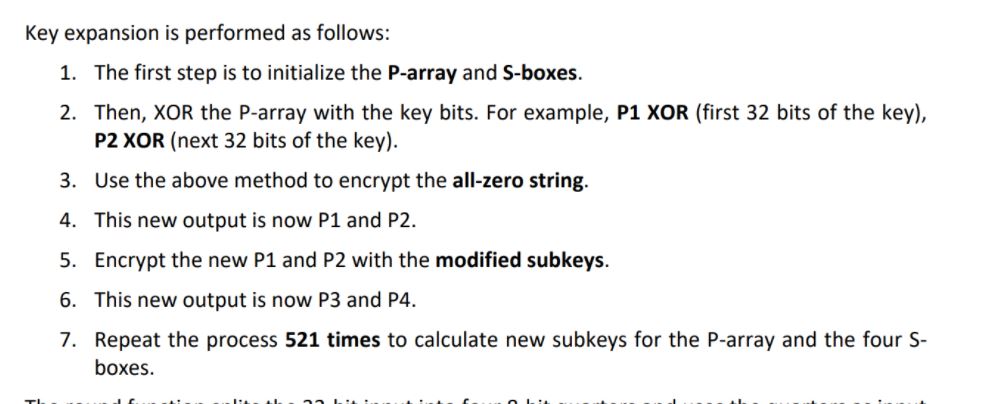 Key expansion is performed as follows:
1. The first step is to initialize the P-array and S-boxes.
2. Then, XOR the P-array with the key bits. For example, P1 XOR (first 32 bits of the key),
P2 XOR (next 32 bits of the key).
3. Use the above method to encrypt the all-zero string.
4. This new output is now P1 and P2.
5. Encrypt the new P1 and P2 with the modified subkeys.
6. This new output is now P3 and P4.
7. Repeat the process 521 times to calculate new subkeys for the P-array and the four S-
boxes.